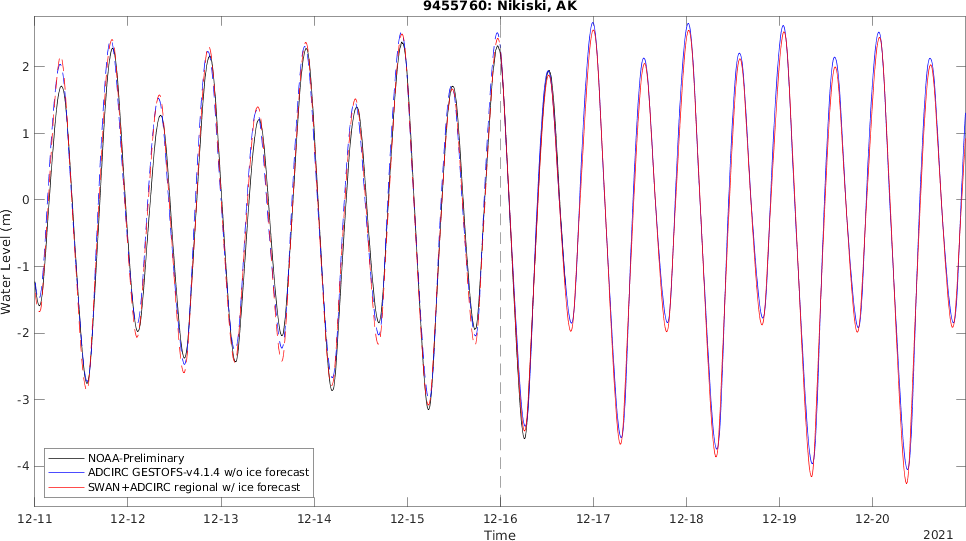 9455760: Nikiski, AK
Water Level (m)
2
1
0
-1
-2
-3
-4
NOAA-Preliminary
ADCIRC GESTOFS-v4.1.4 w/o ice forecast
SWAN+ADCIRC regional w/ ice forecast
12-11 12-12 12-13 12-14 12-15 12-16 12-17 12-18 12-19 12-20
Time
2021